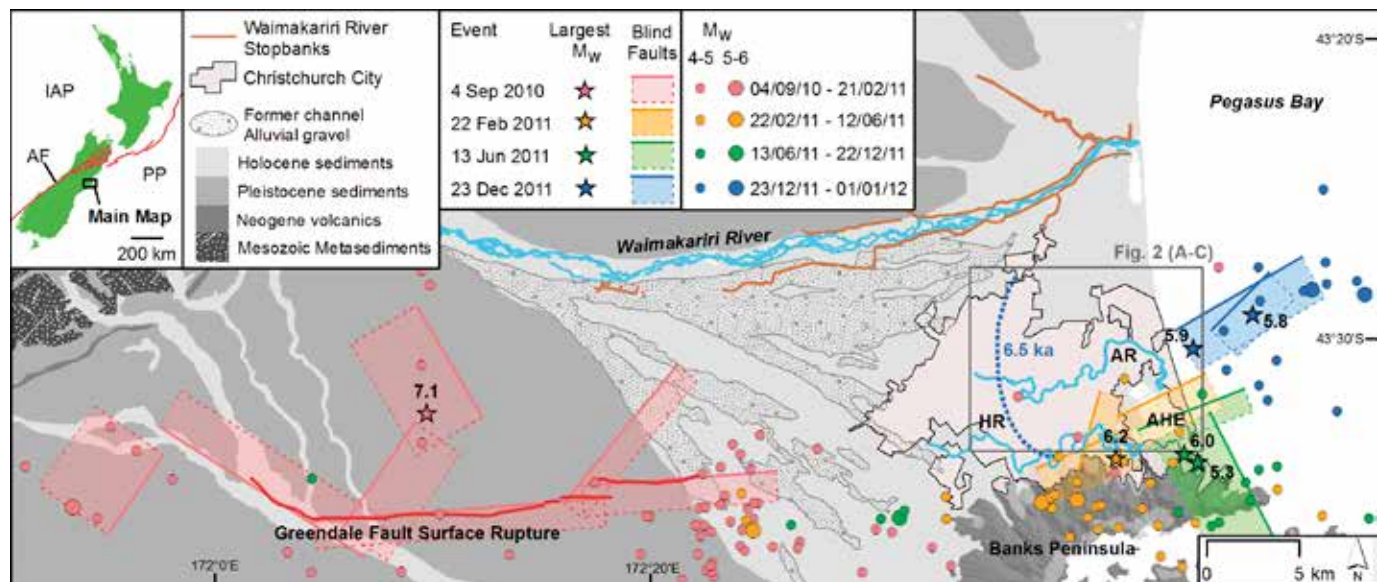 IAP
AF
PP
Main Map
200 km
Waimakariri River
Stopbanks
Christchurch City
Former channel
Alluvial gravel
Holocene sediments
Pleistocene sediments
Neogene volcanics
Mesozoic Metasediments
Event Largest Blind
Mw Faults
4 Sep 2010
22 Feb 2011
13 Jun 2011
23 Dec 2011
Mw
4-5 5-6
04/09/10 - 21/02/11
22/02/11 - 12/06/11
13/06/11 - 22/12/11
23/12/11 - 01/01/12
43°20'S
Pegasus Bay
Waimakariri River
Fig. 2 (A-C)
5.8
5.9
43°30'S
6.5 ka
AR
7.1
HR
AHE
6.2
6.0
5.3
Greendale Fault Surface Rupture
Banks Peninsula
172°0'E
172°20'E
0 5 km
N